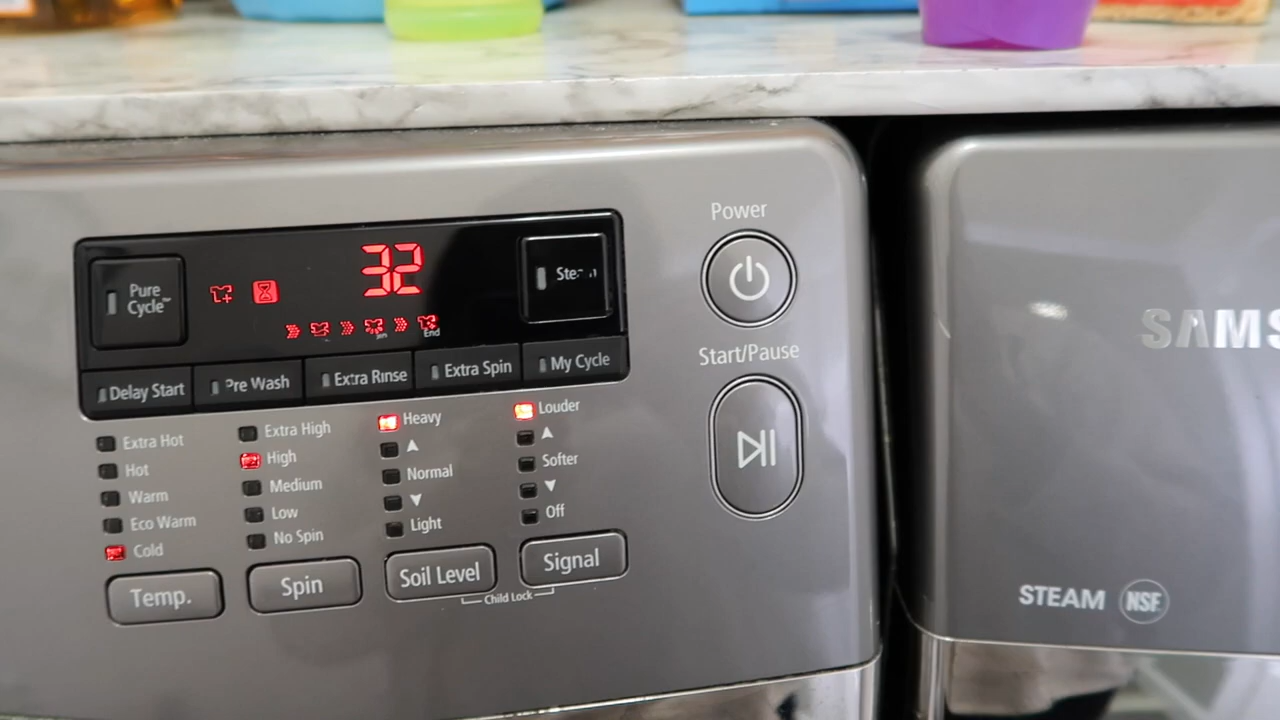 Power
32
Pure
Cycle™
End
Start/Pause
Delay Start
Pre Wash
Extra Rinse
Extra Spin
My Cycle
Extra Hot
Hot
Warm
Eco Warm
Cold
Temp.
Extra High
High
Medium
Low
No Spin
Spin
Heavy
Normal
Light
Soil Level
Louder
Softer
Off
Signal
Child Lock
STEAM NSF